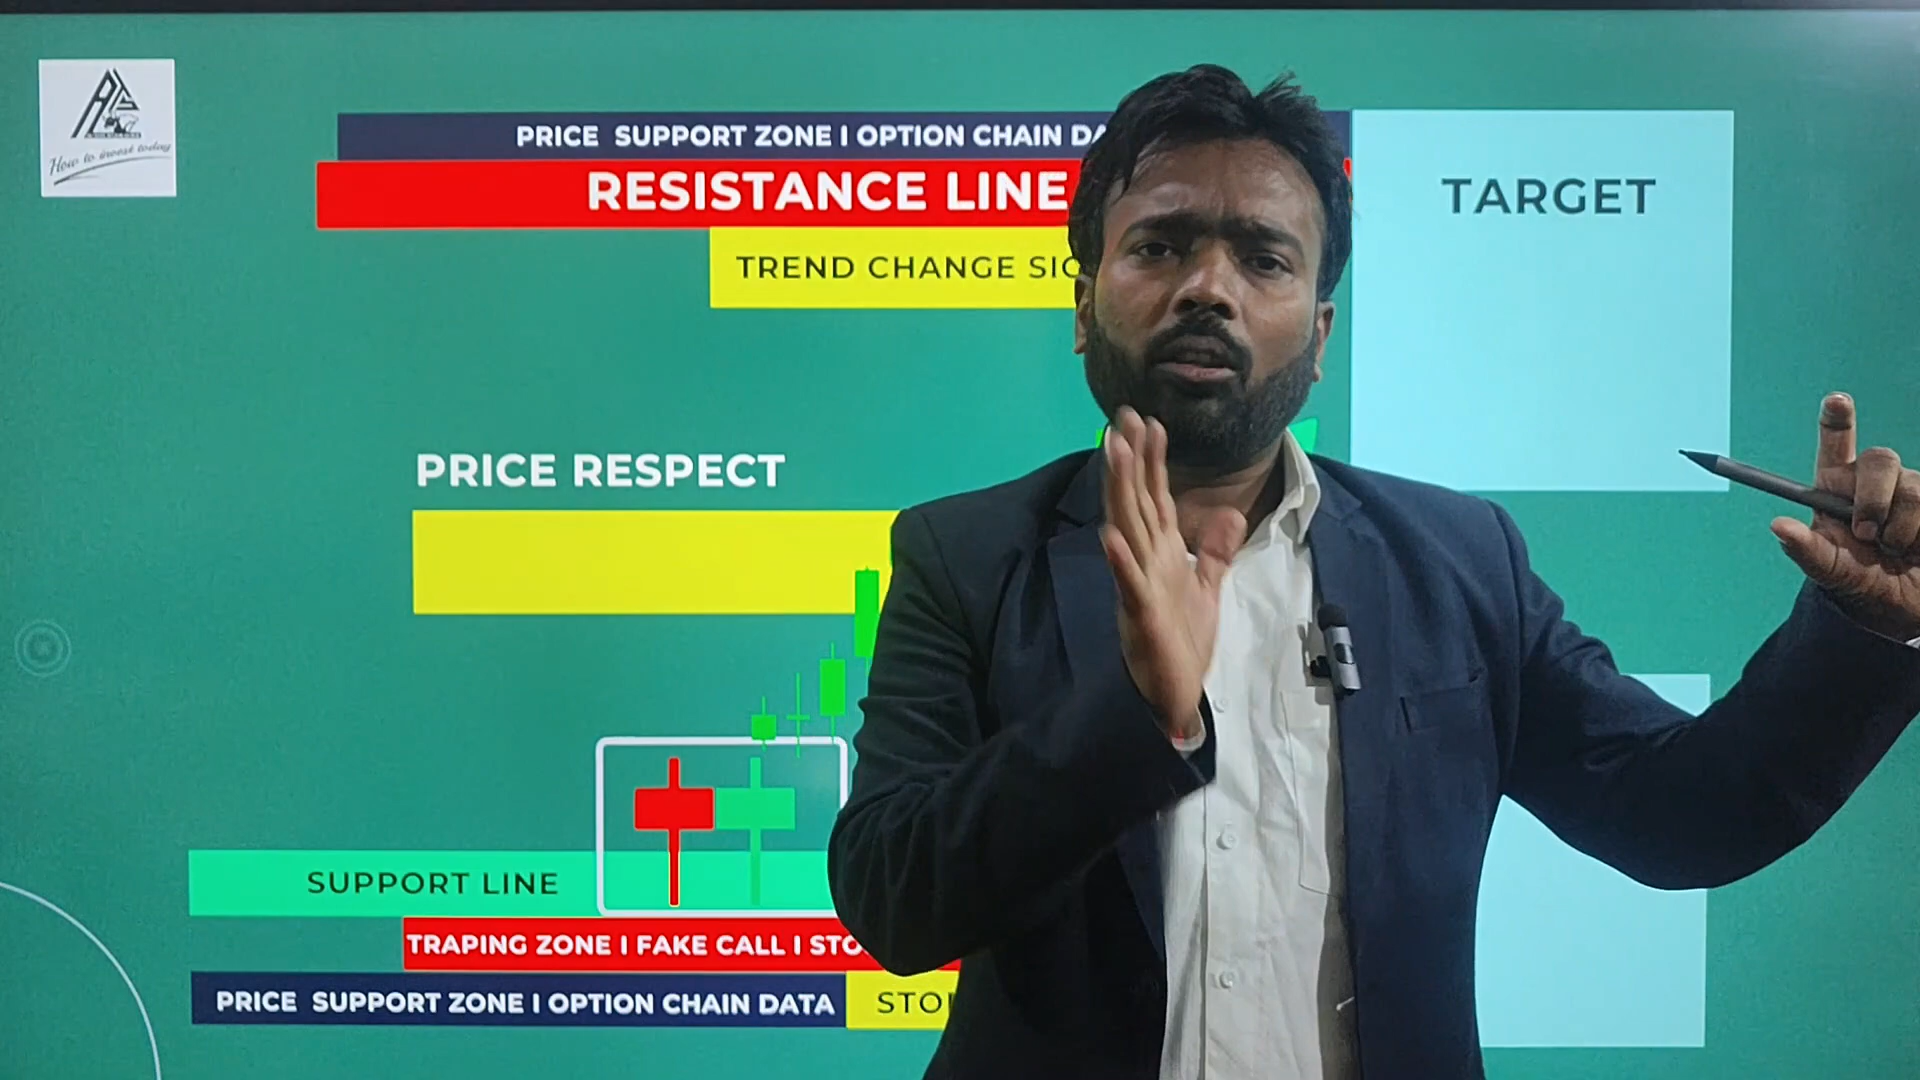 How to invest today
PRICE SUPPORT ZONE I OPTION CHAIN DA
RESISTANCE LINE
TARGET
TREND CHANGE SIG
PRICE RESPECT
SUPPORT LINE
TRAPING ZONE I FAKE CALL I STO
PRICE SUPPORT ZONE I OPTION CHAIN DATA
STO